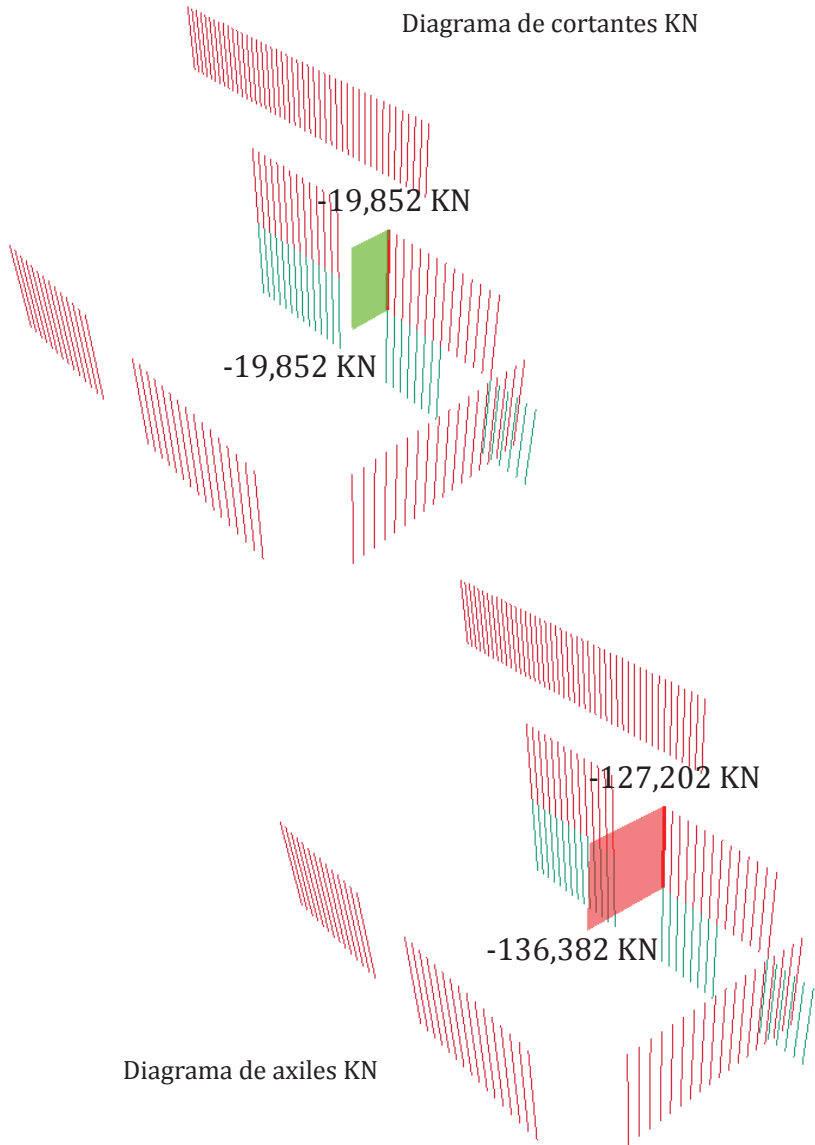 Diagrama de cortantes KN
-19,852 KN
-19,852 KN
-127,202 KN
-136,382 KN
Diagrama de axiles KN